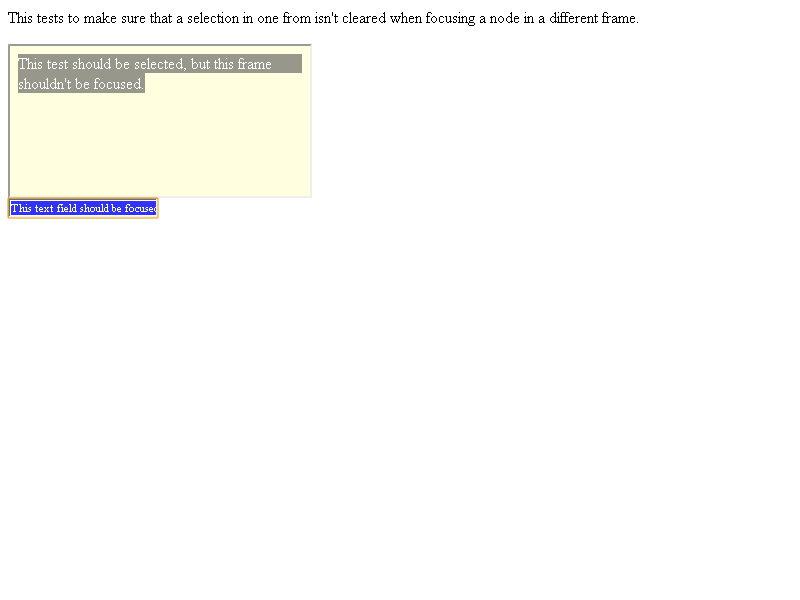 This tests to make sure that a selection in one from isn't cleared when focusing a node in a different frame.
This test should be selected, but this frame
shouldn't be focused.
This text field should be focused